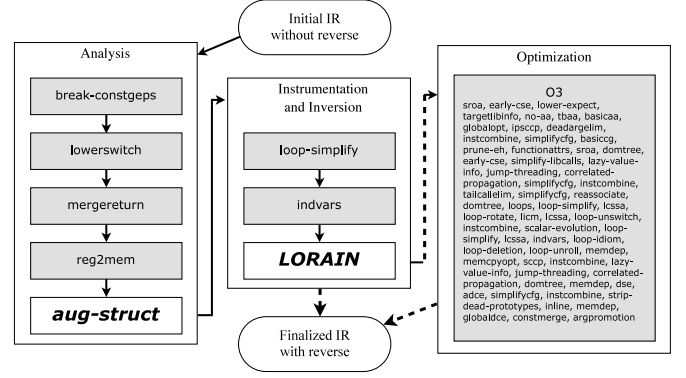 Initial IR
without reverse
Analysis
break-constgeps
lowerswitch
mergereturn
reg2mem
aug-struct
Instrumentation
and Inversion
loop-simplify
indvars
LORAIN
Finalized IR
with reverse
Optimization
O3
sroa, early-cse, lower-expect,
targetlibinfo, no-aa, tbaa, basicaa,
globalopt, ipsccp, deadargelim,
instcombine, simplifycfg, basiccg,
prune-eh, functionattrs, sroa, domtree,
early-cse, simplify-libcalls, lazy-value-
info, jump-threading, correlated-
propagation, simplifycfg, instcombine,
tailcallelim, simplifycfg, reassociate,
domtree, loops, loop-simplify, lcssa,
loop-rotate, licm, lcssa, loop-unswitch,
instcombine, scalar-evolution, loop-
simplify, lcssa, indvars, loop-idiom,
loop-deletion, loop-unroll, memdep,
memcpyopt, sccp, instcombine, lazy-
value-info, jump-threading, correlated-
propagation, domtree, memdep, dse,
adce, simplifycfg, instcombine, strip-
dead-prototypes, inline, memdep,
globaldce, constmerge, argpromotion